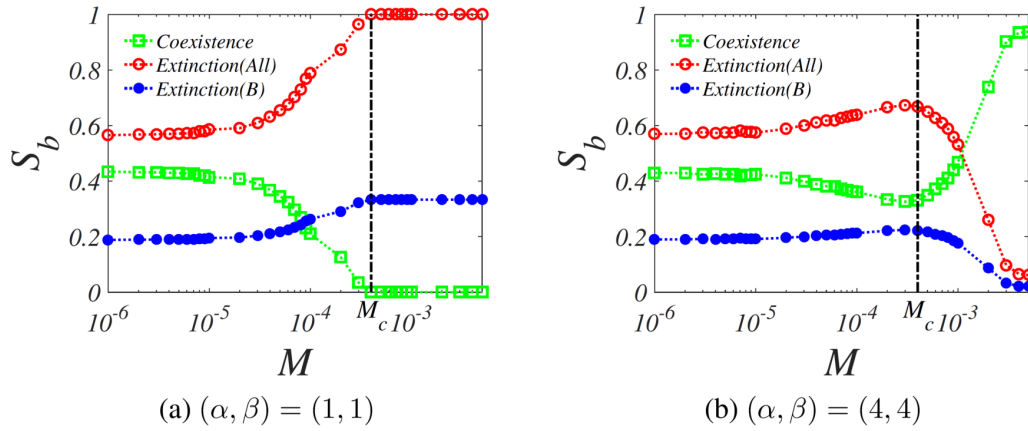 1
0.8
0.6
0.4
0.2
0
S_b
Coexistence
Extinction(All)
Extinction(B)
10^-6
10^-5
10^-4
M_c
10^-3
M
(a) (α, β) = (1, 1)
1
0.8
0.6
0.4
0.2
0
S_b
Coexistence
Extinction(All)
Extinction(B)
10^-6
10^-5
10^-4
M_c
10^-3
M
(b) (α, β) = (4, 4)